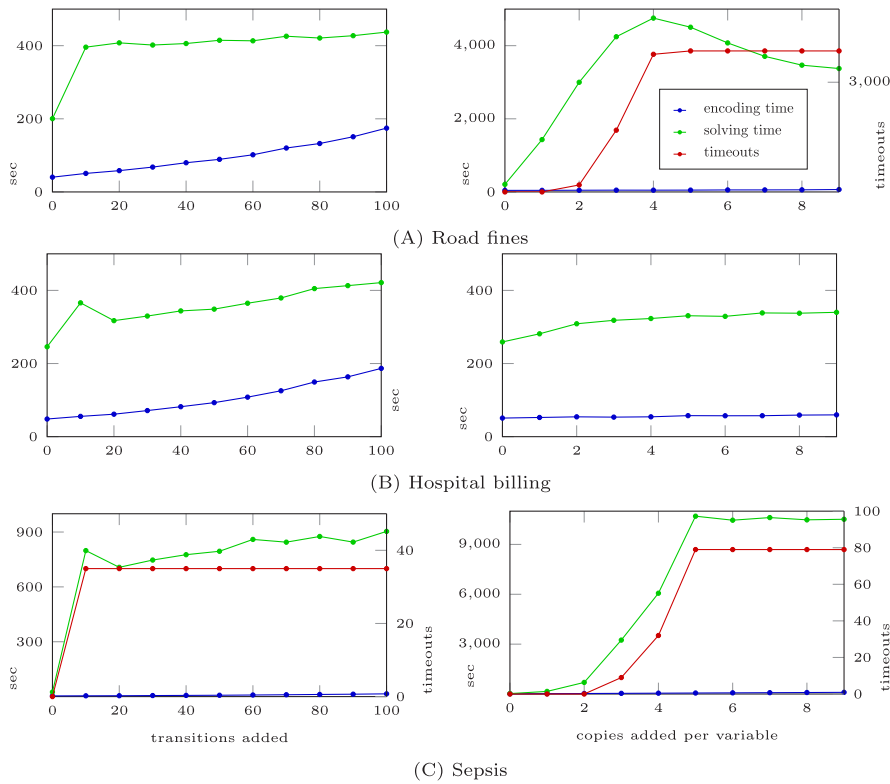 400
200
0
sec
0 20 40 60 80 100
4,000
2,000
0
sec
0 2 4 6 8
3,000
timeouts
encoding time
solving time
timeouts
(A) Road fines
400
200
0
sec
0 20 40 60 80 100
400
200
0
sec
0 2 4 6 8
(B) Hospital billing
900
600
300
sec
0 20 40 60 80 100
40
20
0
timeouts
transitions added
9,000
6,000
3,000
sec
0 2 4 6 8
100
80
60
40
20
0
timeouts
copies added per variable
(C) Sepsis